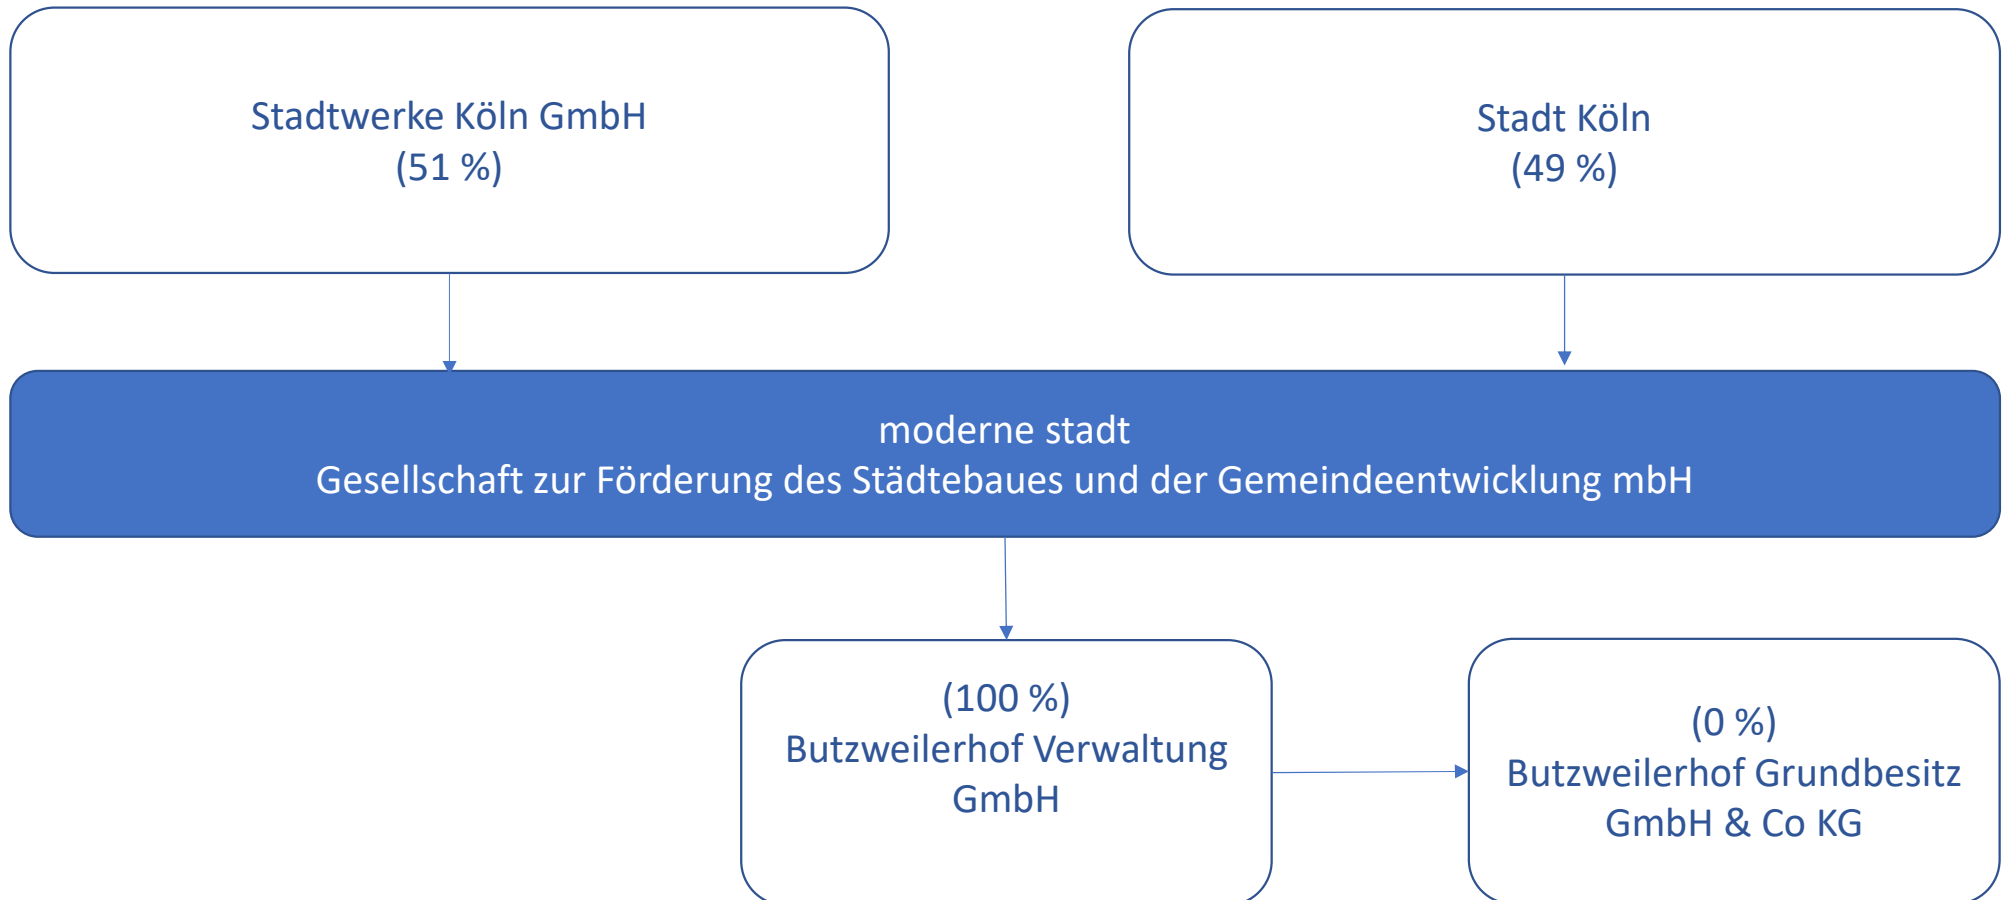 Stadtwerke Köln GmbH
(51 %)
Stadt Köln
(49 %)
moderne stadt
Gesellschaft zur Förderung des Städtebaues und der Gemeindeentwicklung mbH
(100 %)
Butzweilerhof Verwaltung
GmbH
(0 %)
Butzweilerhof Grundbesitz
GmbH & Co KG